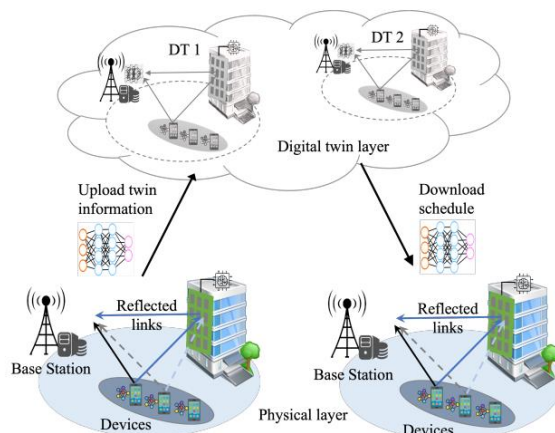 DT 1
DT 2
Digital twin layer
Upload twin
information
Download
schedule
Reflected
links
Base Station
Devices
Physical layer
Reflected
links
Base Station
Devices